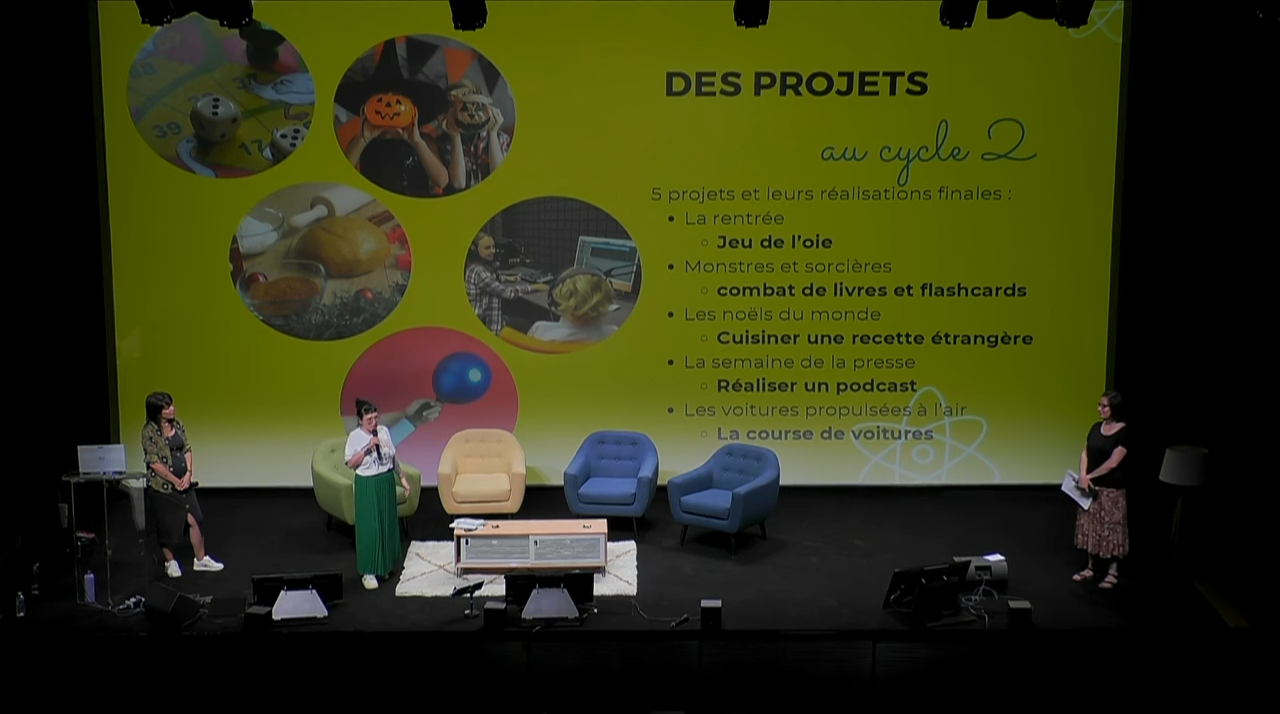 DES PROJETS
au cycle 2
5 projets et leurs réalisations finales :
La rentrée
Jeu de l'oie
Monstres et sorcières
combat de livres et flashcards
Les noëls du monde
Cuisiner une recette étrangère
La semaine de la presse
Réaliser un podcast
Les voitures propulsées à l'air
La course de voitures
39
17